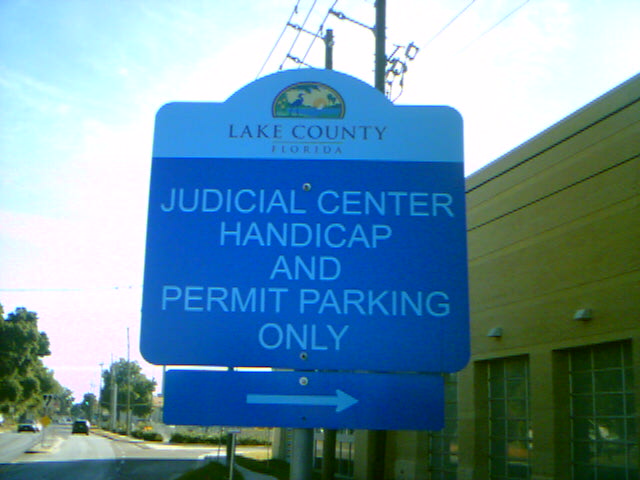 LAKE COUNTY
FLORIDA
JUDICIAL CENTER
HANDICAP
AND
PERMIT PARKING
ONLY